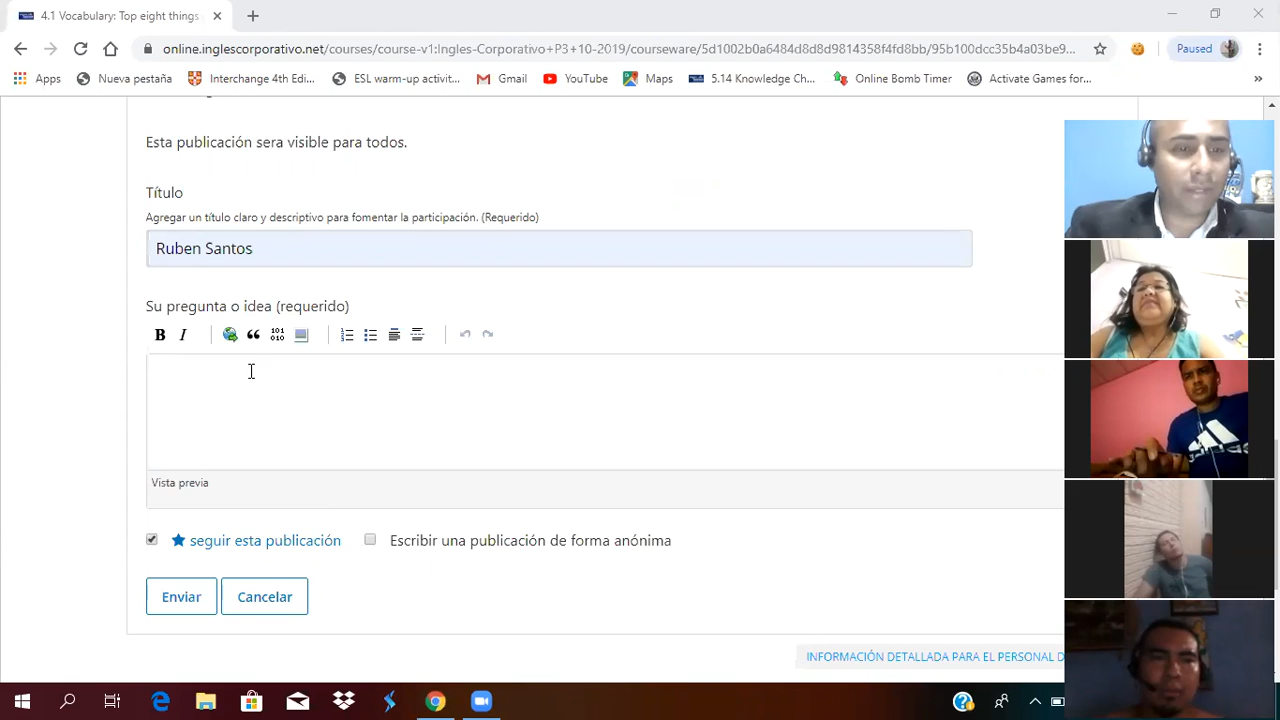 4.1 Vocabulary: Top eight things
online.inglescorporativo.net/courses/course-v1:Ingles-Corporativo+P3+10-2019/courseware/5d1002b0a6484d8d8d9814358f4fd8bb/95b100dcc35b4a03be9...
Paused
Apps Nueva pestaña Interchange 4th Edi... ESL warm-up activit... Gmail YouTube Maps 5.14 Knowledge Ch... Online Bomb Timer Activate Games for... »
Esta publicación sera visible para todos.
Título
Agregar un título claro y descriptivo para fomentar la participación. (Requerido)
Ruben Santos
Su pregunta o idea (requerido)
B I
Vista previa
seguir esta publicación Escribir una publicación de forma anónima
Enviar Cancelar
INFORMACIÓN DETALLADA PARA EL PERSONAL D